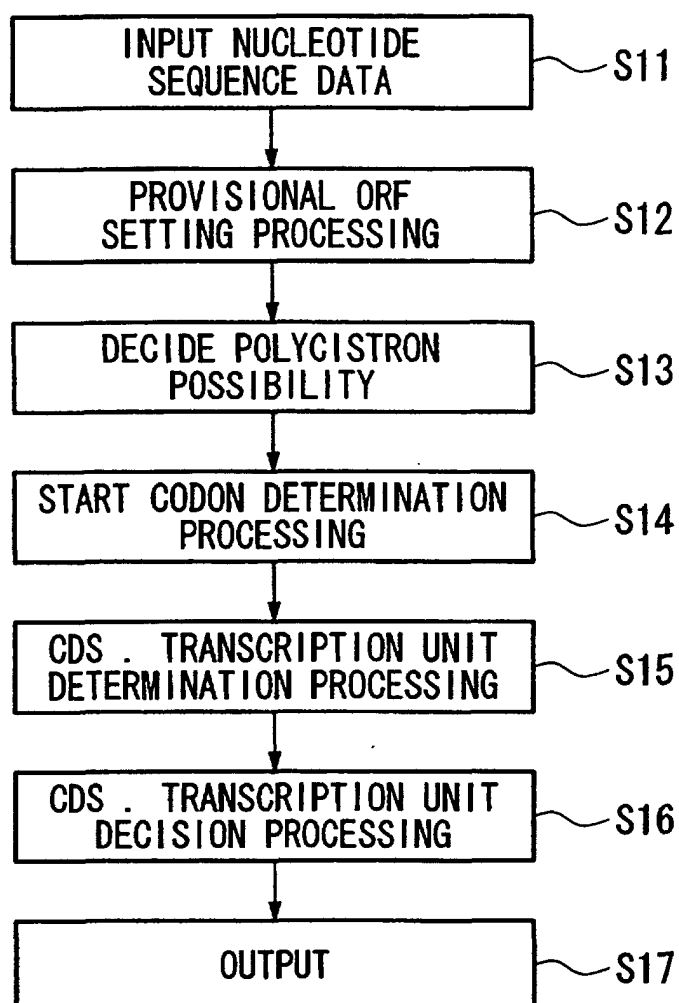 INPUT NUCLEOTIDE
SEQUENCE DATA
S11
PROVISIONAL ORF
SETTING PROCESSING
S12
DECIDE POLYCISTRON
POSSIBILITY
S13
START CODON DETERMINATION
PROCESSING
S14
CDS . TRANSCRIPTION UNIT
DETERMINATION PROCESSING
S15
CDS . TRANSCRIPTION UNIT
DECISION PROCESSING
S16
OUTPUT
S17